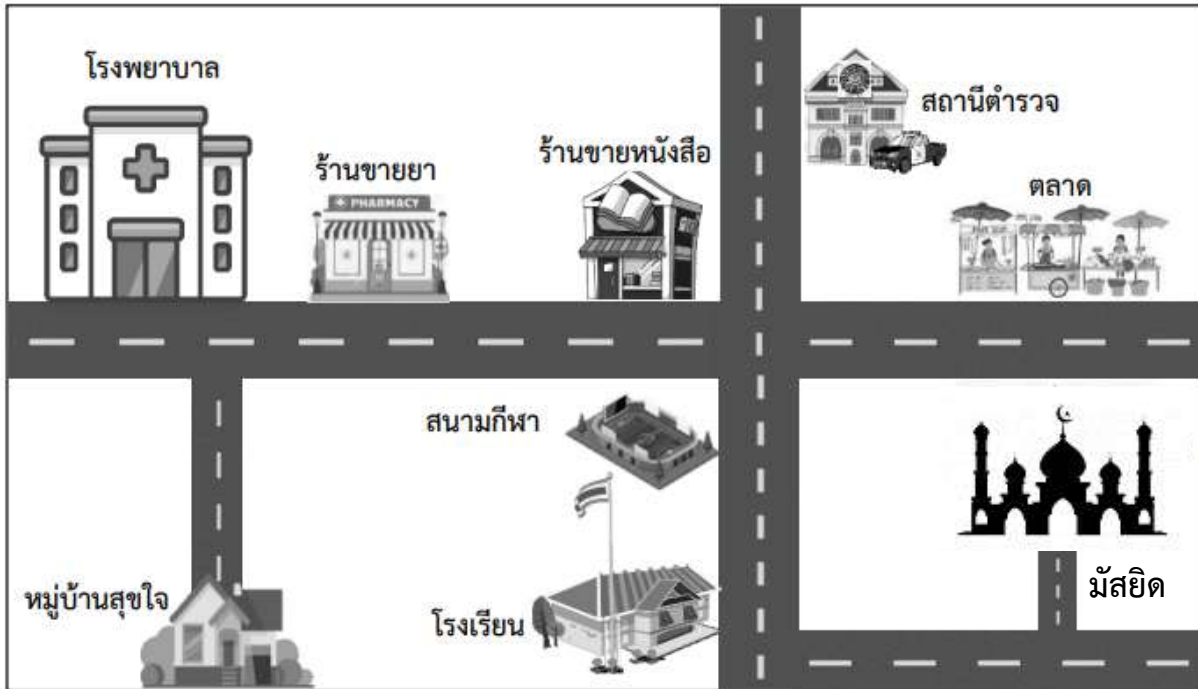 โรงพยาบาล
สถานีตำรวจ
ร้านขายหนังสือ
ร้านขายยา
PHARMACY
ตลาด
สนามกีฬา
หมู่บ้านสุขใจ
โรงเรียน
มัสยิด